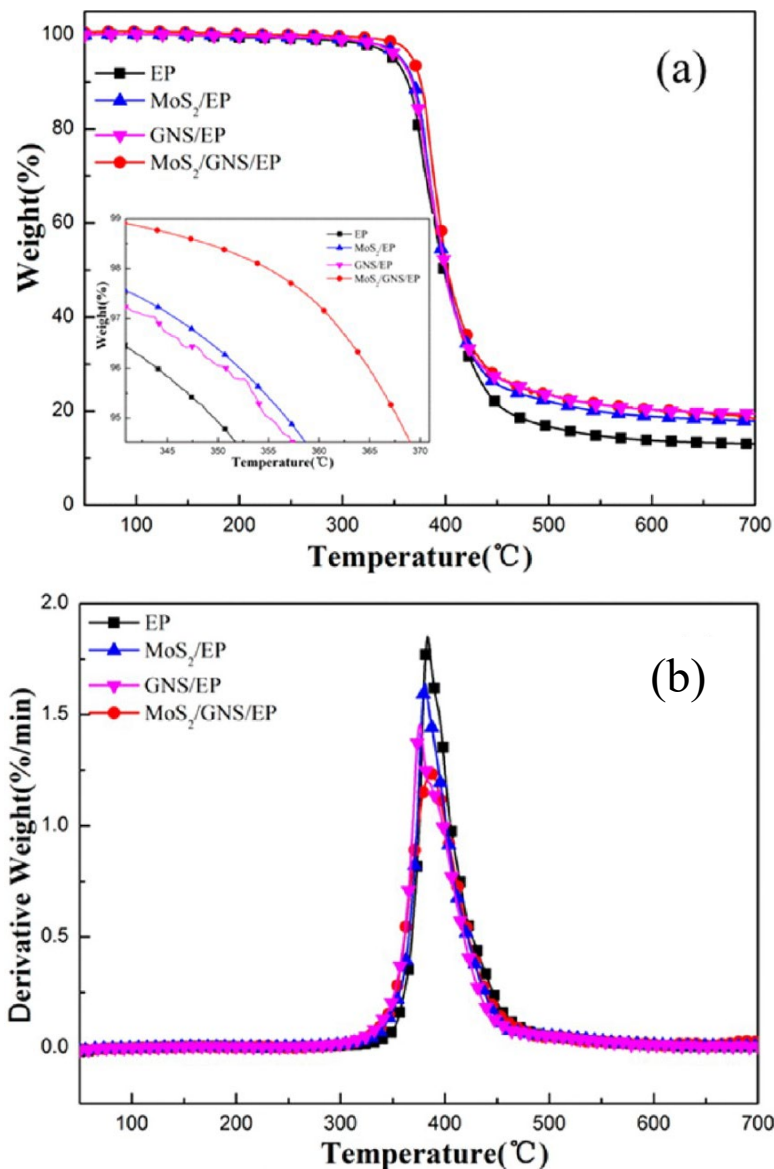 (a)
EP
MoS2/EP
GNS/EP
MoS2/GNS/EP
Weight(%)
100
80
60
40
20
0
EP
MoS2/EP
GNS/EP
MoS2/GNS/EP
Weight(%)
99
98
97
96
95
345 350 355 360 365 370
Temperature(℃)
100 200 300 400 500 600 700
Temperature(℃)
(b)
EP
MoS2/EP
GNS/EP
MoS2/GNS/EP
Derivative Weight(%/min)
2.0
1.5
1.0
0.5
0.0
100 200 300 400 500 600 700
Temperature(℃)